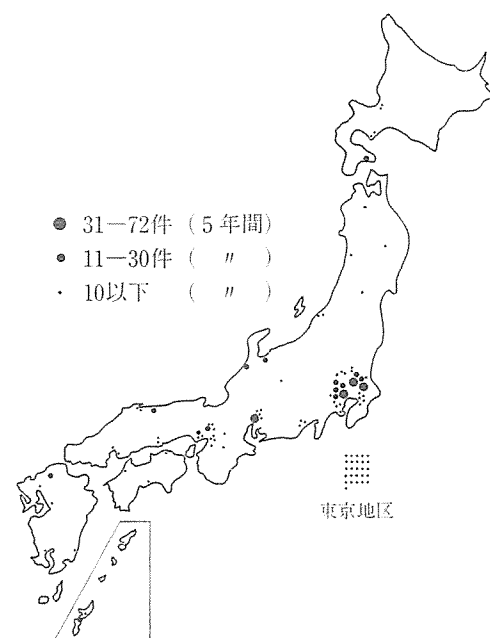 31—72件 (5年間)
11—30件 ( 〃 )
10以下 ( 〃 )
東京地区